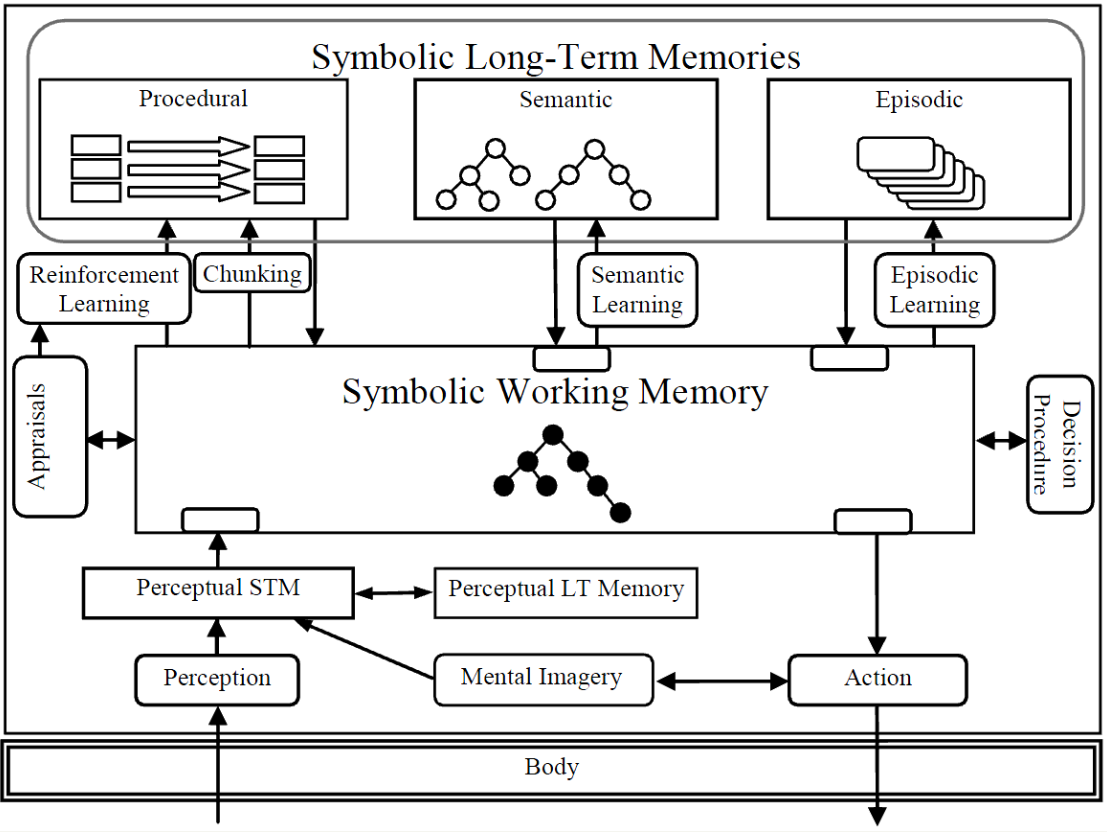 Symbolic Long-Term Memories
Procedural
Semantic
Episodic
Reinforcement
Learning
Chunking
Semantic
Learning
Episodic
Learning
Symbolic Working Memory
Appraisals
Decision
Procedure
Perceptual STM
Perceptual LT Memory
Perception
Mental Imagery
Action
Body